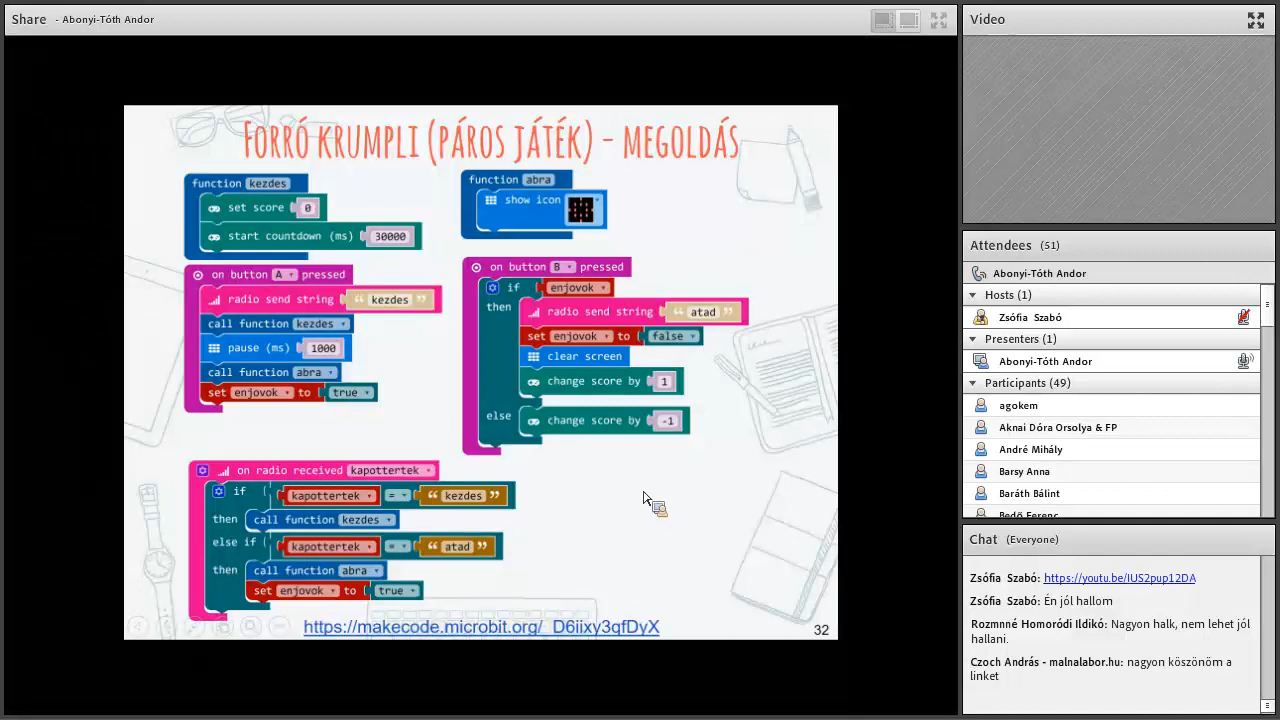 Share - Abonyi-Tóth Andor
FORRÓ KRUMPLI (PÁROS JÁTÉK) - MEGOLDÁS
function kezdes
set score 0
start countdown (ms) 30000
function abra
show icon
on button A pressed
radio send string “ kezdes ”
call function kezdes
pause (ms) 1000
call function abra
set enjovok to true
on button B pressed
if enjovok
then radio send string “ atad ”
set enjovok to false
clear screen
change score by 1
else change score by -1
on radio received kapottertek
if kapottertek = “ kezdes ”
then call function kezdes
else if kapottertek = “ atad ”
then call function abra
set enjovok to true
https://makecode.microbit.org/_D6iixy3qfDyX
32
Video
Attendees (51)
Abonyi-Tóth Andor
Hosts (1)
Zsófia Szabó
Presenters (1)
Abonyi-Tóth Andor
Participants (49)
agokem
Aknai Dóra Orsolya & FP
André Mihály
Barsy Anna
Baráth Bálint
Bedő Ferenc
Chat (Everyone)
Zsófia Szabó: https://youtu.be/IUS2pup12DA
Zsófia Szabó: Én jól hallom
Rozmnné Homoródi Ildikó: Nagyon halk, nem lehet jól
hallani.
Czoch András - malnalabor.hu: nagyon köszönöm a
linket